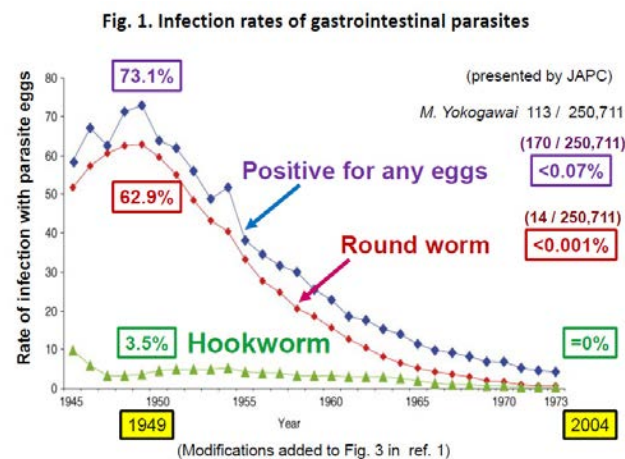 Fig. 1. Infection rates of gastrointestinal parasites
Rate of infection with parasite eggs
80
70
60
50
40
30
20
10
0
73.1%
(presented by JAPC)
M. Yokogawai 113 / 250,711
(170 / 250,711)
<0.07%
Positive for any eggs
62.9%
(14 / 250,711)
<0.001%
Round worm
3.5%
Hookworm
=0%
1945 1950 1955 1960 1965 1970 1973
1949
Year
2004
(Modifications added to Fig. 3 in ref. 1)